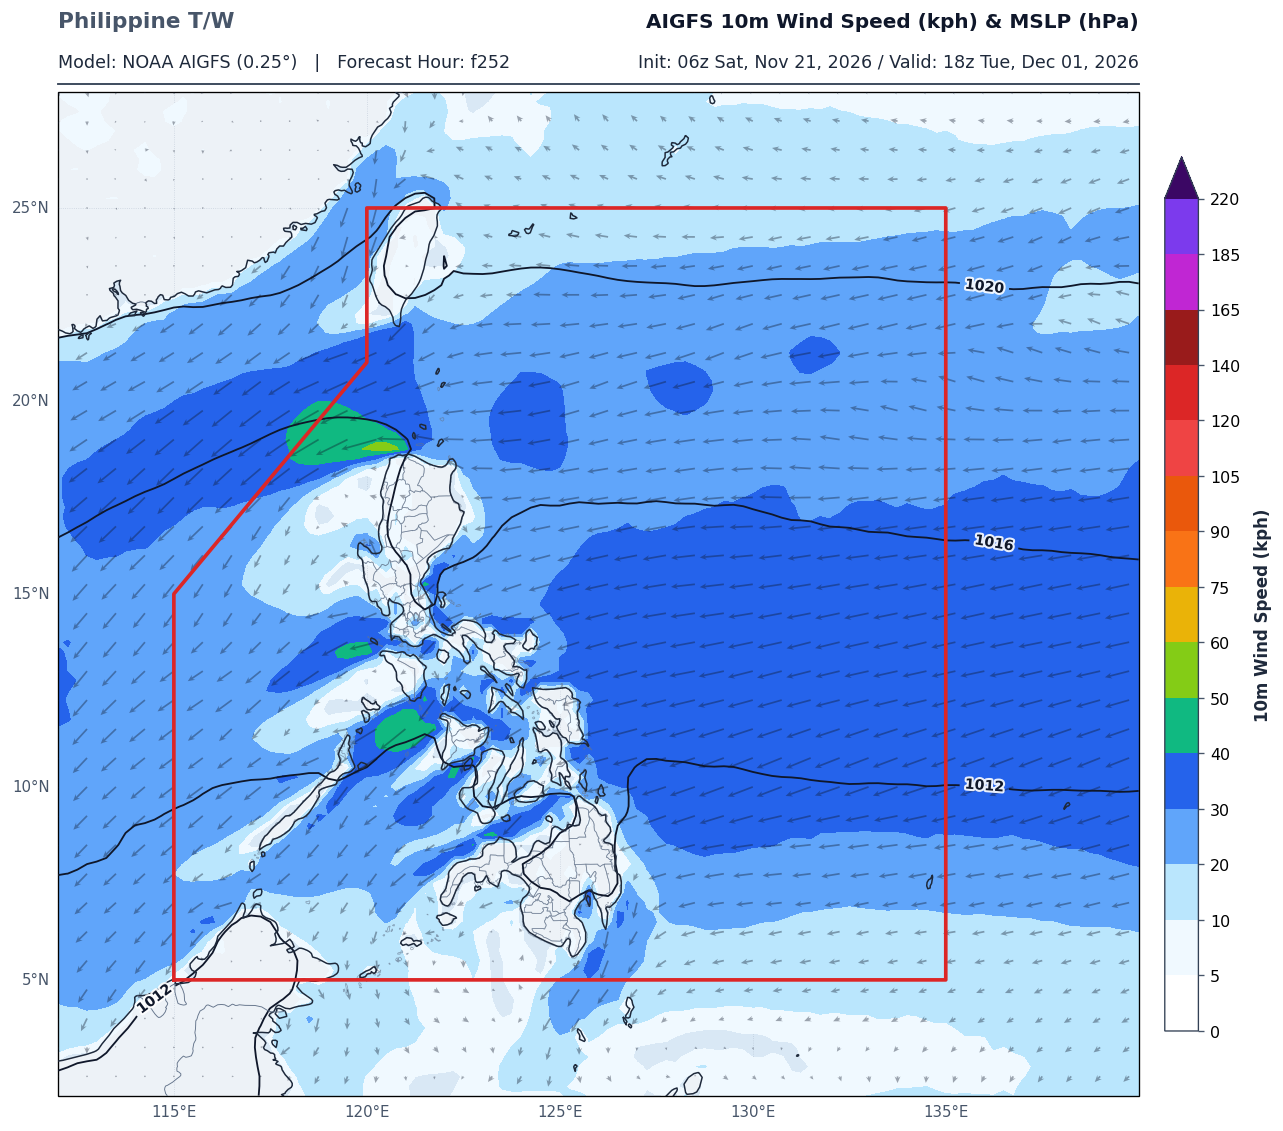 Philippine T/W
AIGFS 10m Wind Speed (kph) & MSLP (hPa)
Model: NOAA AIGFS (0.25°) | Forecast Hour: f252
Init: 06z Sat, Nov 21, 2026 / Valid: 18z Tue, Dec 01, 2026
25°N
20°N
15°N
10°N
5°N
1020
1016
1012
1012
115°E
120°E
125°E
130°E
135°E
220
185
165
140
120
105
90
75
60
50
40
30
20
10
5
0
10m Wind Speed (kph)